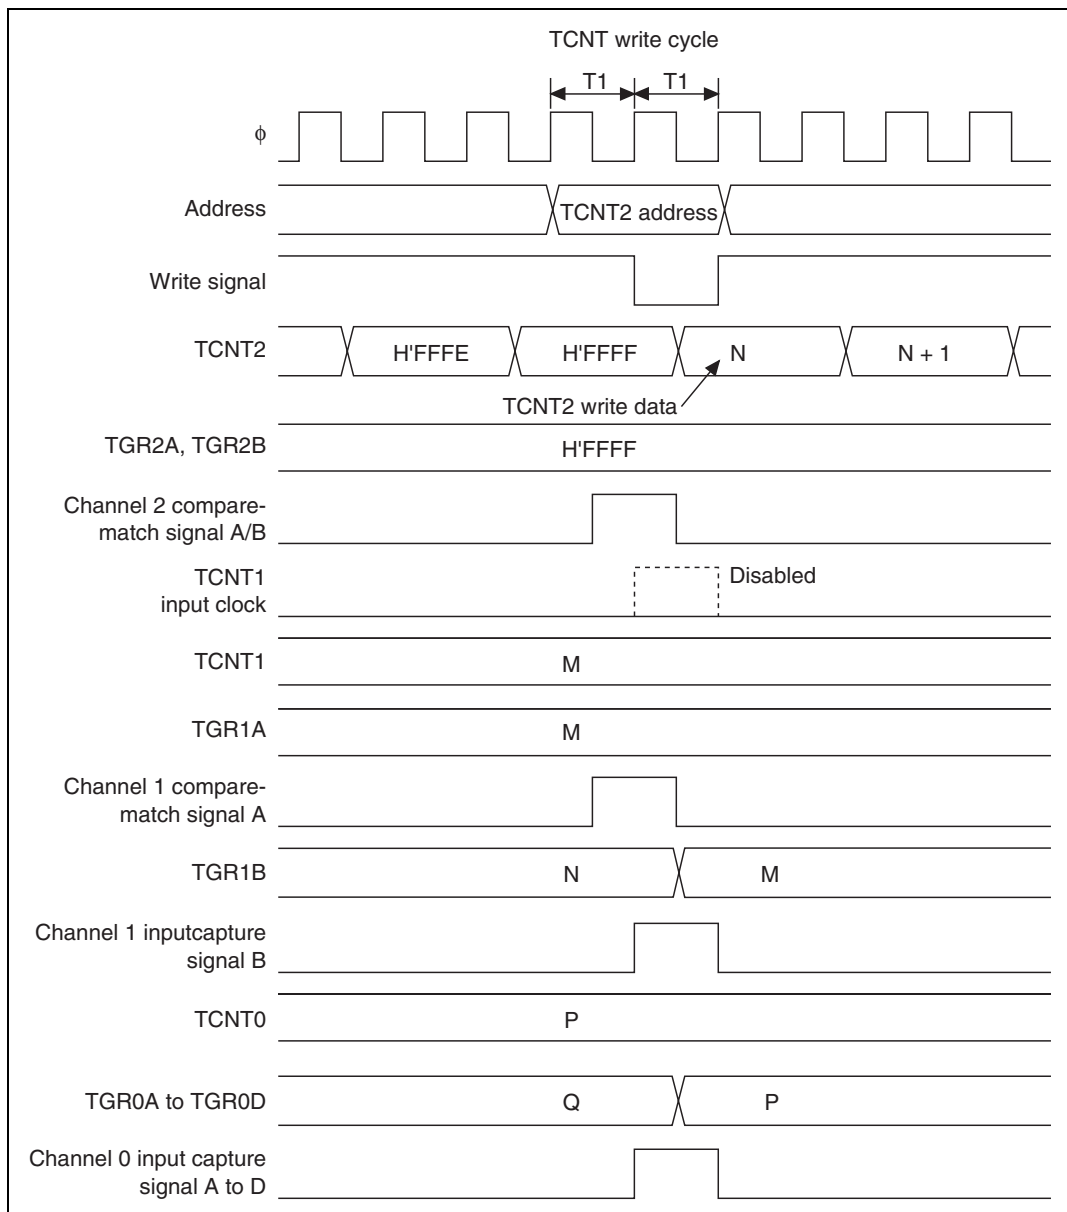 TCNT write cycle
T1 T1
ϕ
Address
TCNT2 address
Write signal
TCNT2
H'FFFE H'FFFF N N + 1
TCNT2 write data
TGR2A, TGR2B
H'FFFF
Channel 2 compare-
match signal A/B
TCNT1
input clock
Disabled
TCNT1
M
TGR1A
M
Channel 1 compare-
match signal A
TGR1B
N M
Channel 1 inputcapture
signal B
TCNT0
P
TGR0A to TGR0D
Q P
Channel 0 input capture
signal A to D